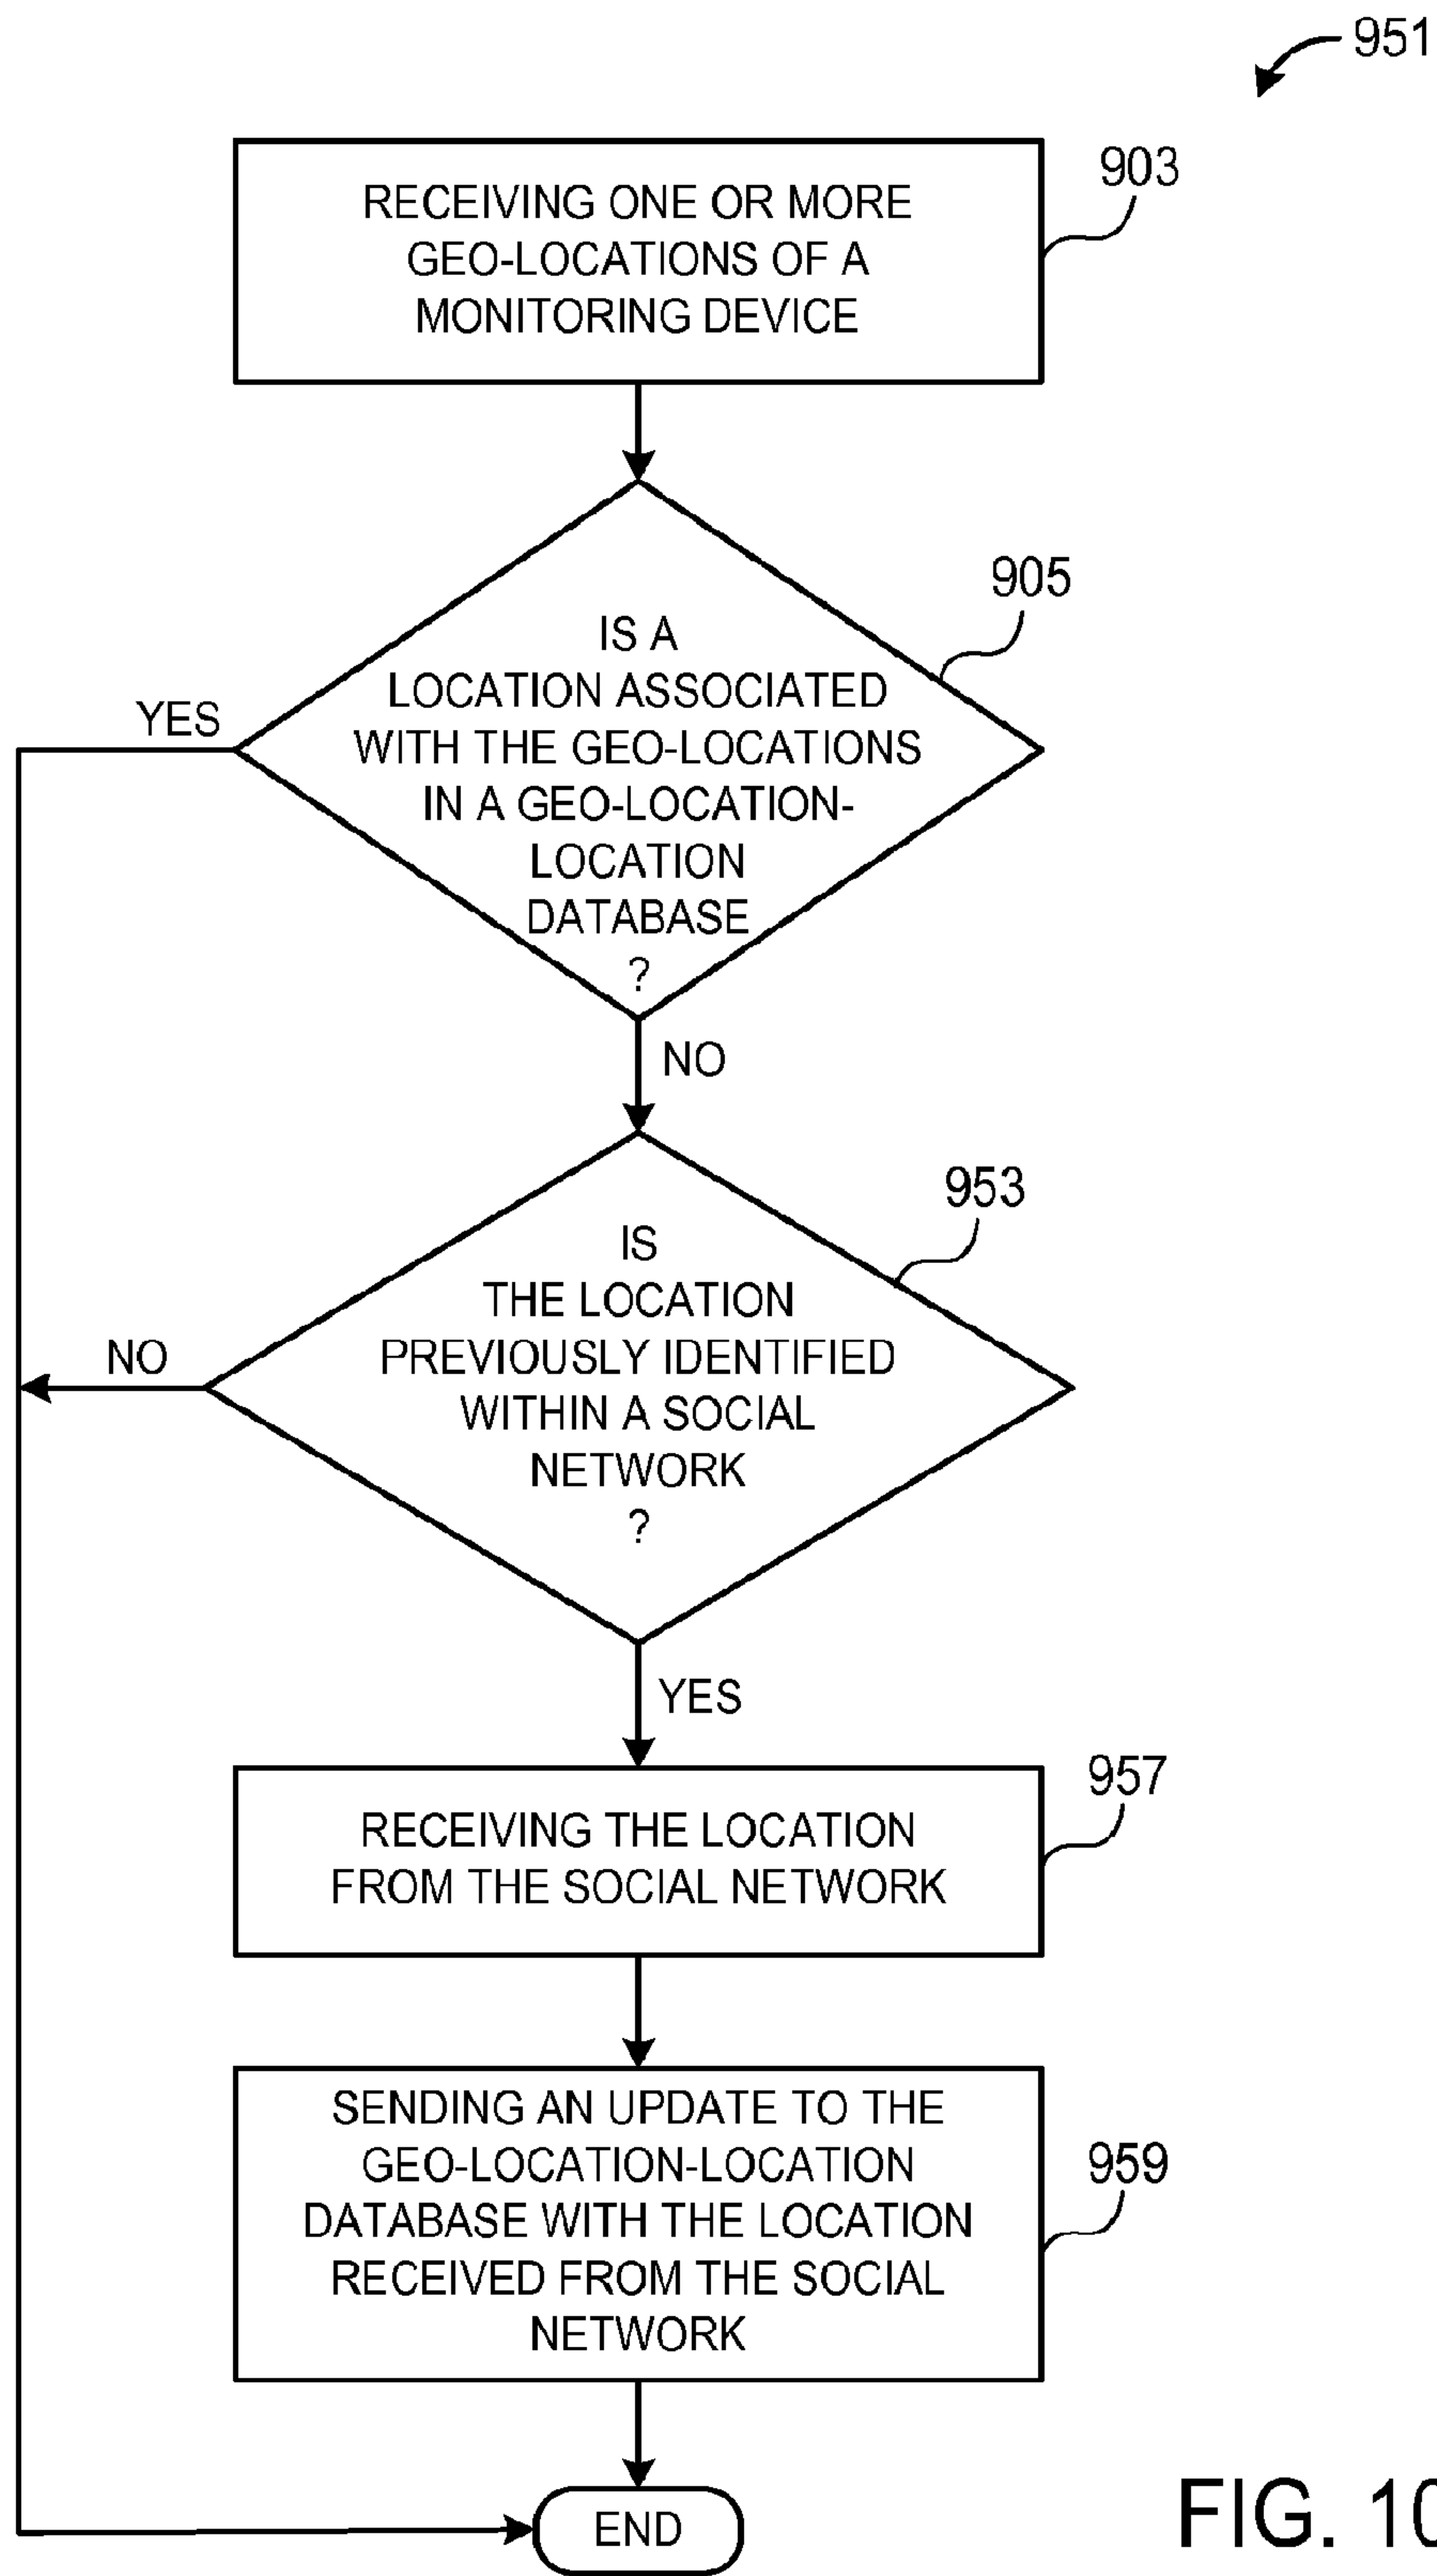 951
RECEIVING ONE OR MORE
GEO-LOCATIONS OF A
MONITORING DEVICE
903
905
IS A
LOCATION ASSOCIATED
WITH THE GEO-LOCATIONS
IN A GEO-LOCATION-
LOCATION
DATABASE
?
YES
NO
953
IS
THE LOCATION
PREVIOUSLY IDENTIFIED
WITHIN A SOCIAL
NETWORK
?
NO
YES
957
RECEIVING THE LOCATION
FROM THE SOCIAL NETWORK
SENDING AN UPDATE TO THE
GEO-LOCATION-LOCATION
DATABASE WITH THE LOCATION
RECEIVED FROM THE SOCIAL
NETWORK
959
END
FIG. 10